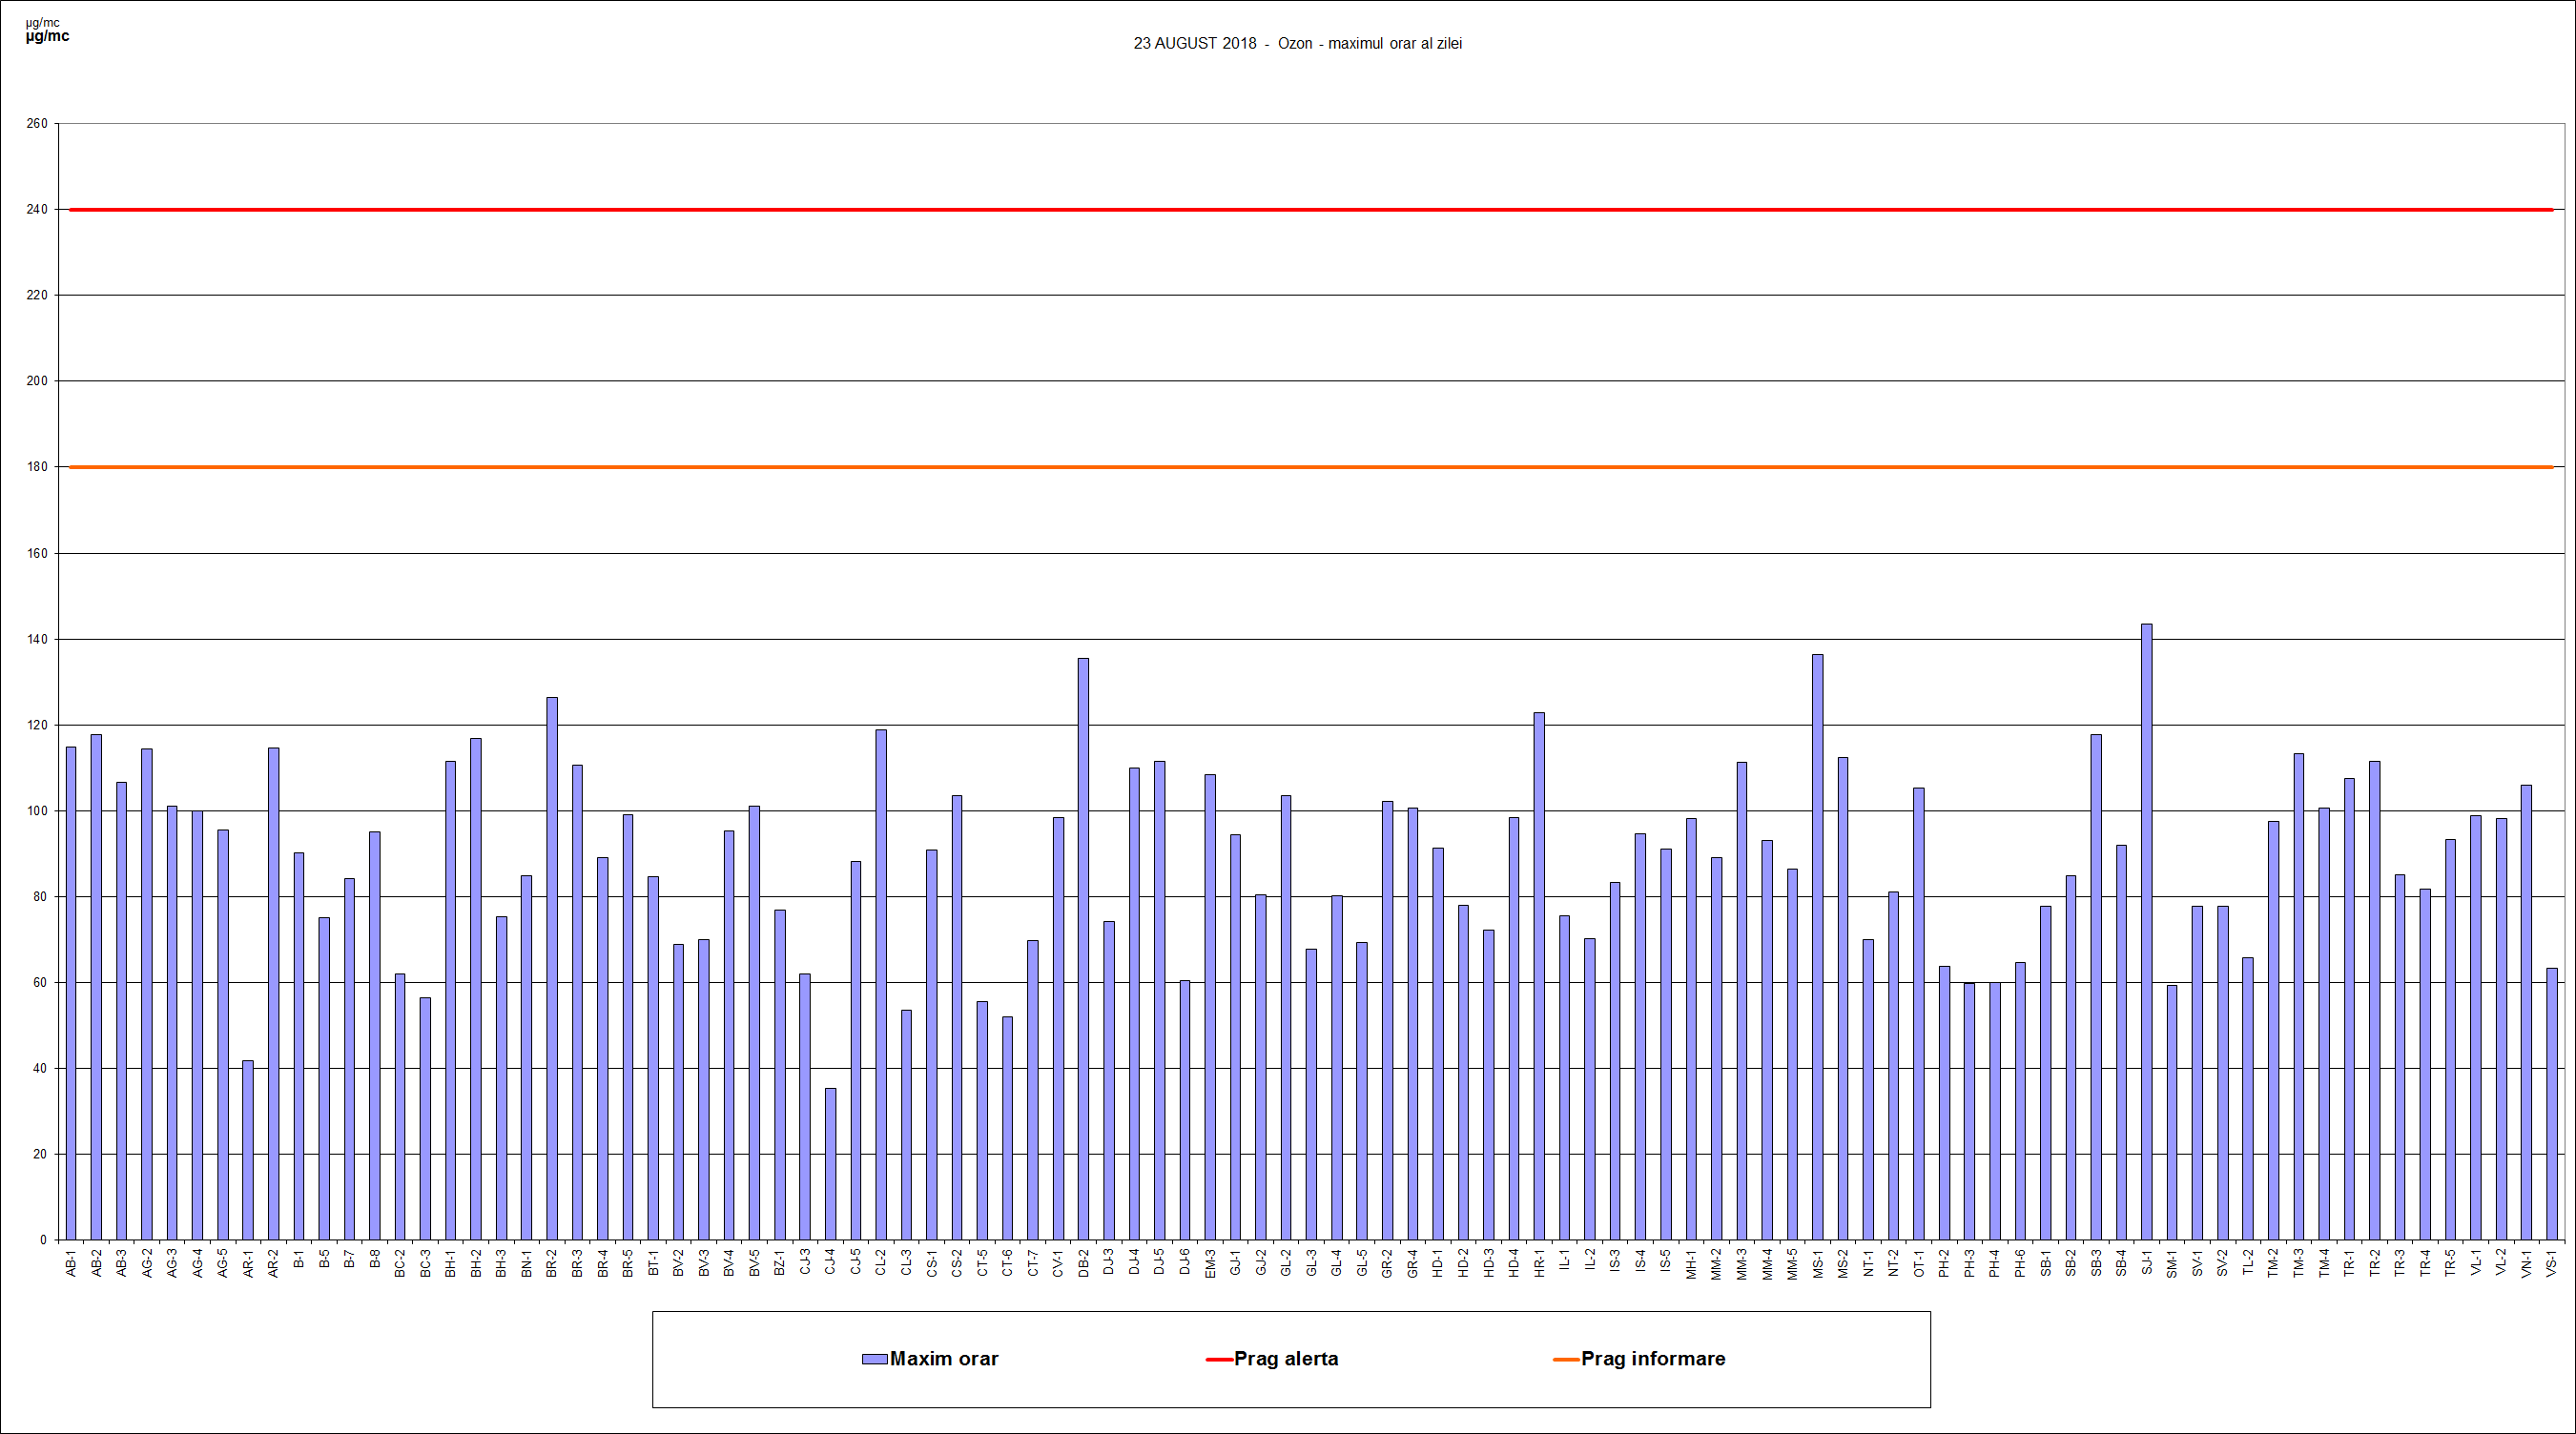 µg/mc
µg/mc
23 AUGUST 2018 - Ozon - maximul orar al zilei
260
240
220
200
180
160
140
120
100
80
60
40
20
0
AB-1 AB-2 AB-3 AG-2 AG-3 AG-4 AG-5 AR-1 AR-2 B-1 B-5 B-7 B-8 BC-2 BC-3 BH-1 BH-2 BH-3 BN-1 BR-2 BR-3 BR-4 BR-5 BT-1 BV-2 BV-3 BV-4 BV-5 BZ-1 CJ-3 CJ-4 CJ-5 CL-2 CL-3 CS-1 CS-2 CT-5 CT-6 CT-7 CV-1 DB-2 DJ-3 DJ-4 DJ-5 DJ-6 EM-3 GJ-1 GJ-2 GL-2 GL-3 GL-4 GL-5 GR-2 GR-4 HD-1 HD-2 HD-3 HD-4 HR-1 IL-1 IL-2 IS-3 IS-4 IS-5 MH-1 MM-2 MM-3 MM-4 MM-5 MS-1 MS-2 NT-1 NT-2 OT-1 PH-2 PH-3 PH-4 PH-6 SB-1 SB-2 SB-3 SB-4 SJ-1 SM-1 SV-1 SV-2 TL-2 TM-2 TM-3 TM-4 TR-1 TR-2 TR-3 TR-4 TR-5 VL-1 VL-2 VN-1 VS-1
Maxim orar Prag alerta Prag informare